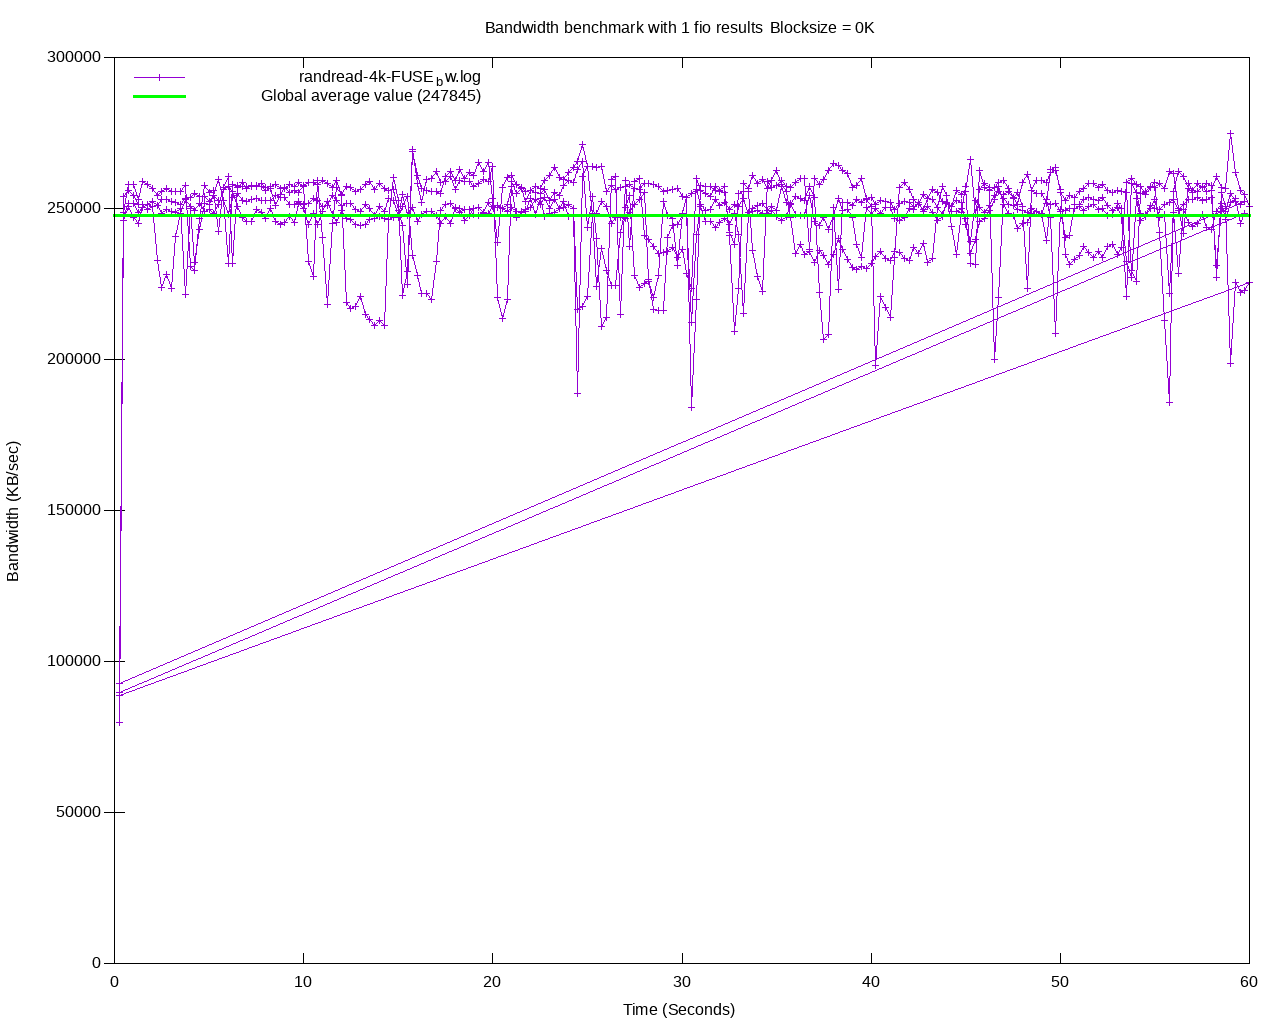 Bandwidth benchmark with 1 fio results Blocksize = 0K
300000
randread-4k-FUSE_bw.log
Global average value (247845)
250000
200000
150000
100000
50000
0
Bandwidth (KB/sec)
0 10 20 30 40 50 60
Time (Seconds)